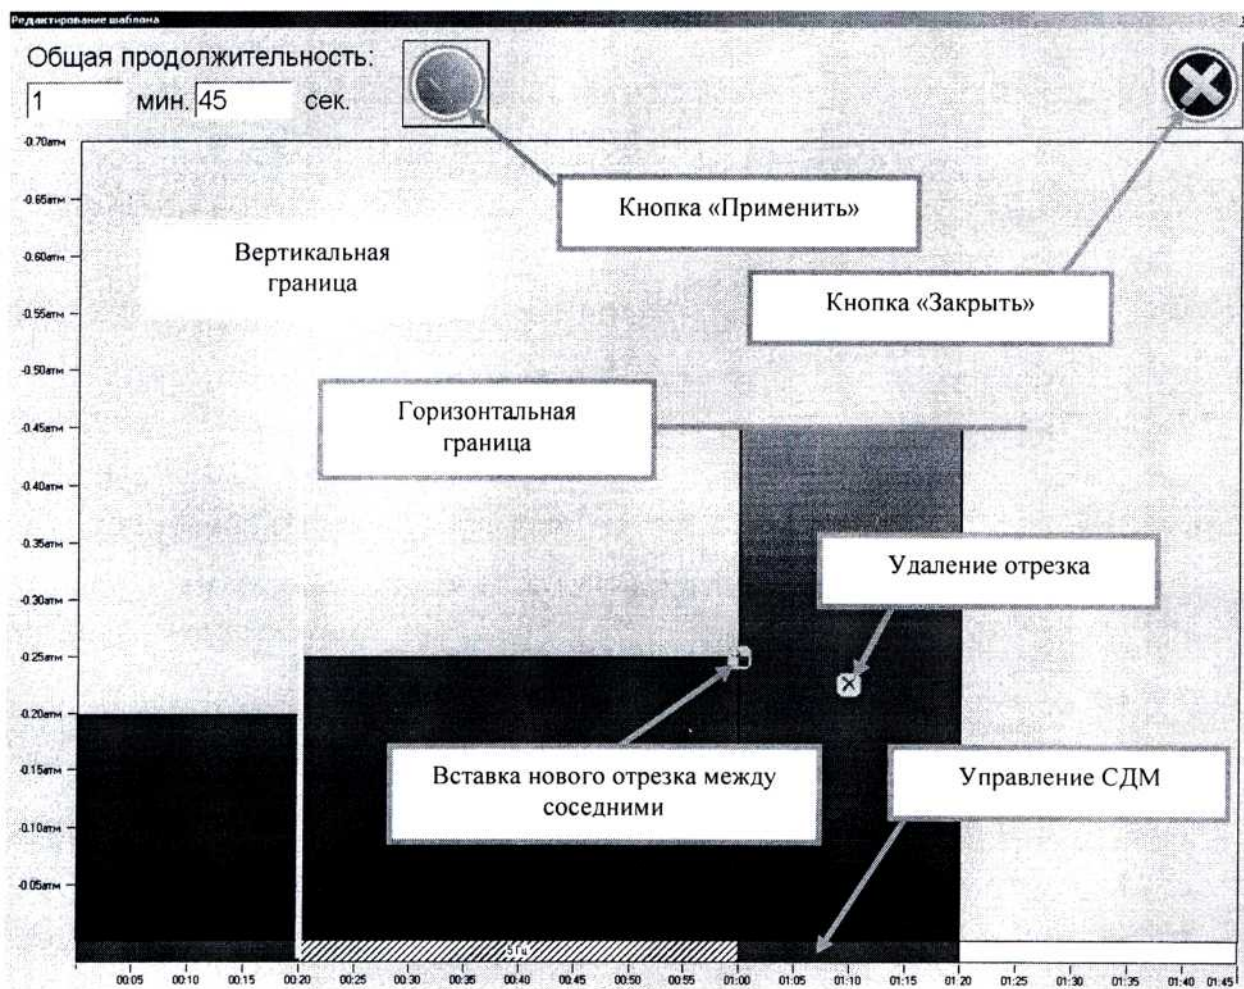 Редактирование шаблона
Общая продолжительность:
1 мин. 45 сек.
-0.70атм
Кнопка «Применить»
-0.65атм
Вертикальная
граница
-0.60атм
Кнопка «Закрыть»
-0.55атм
-0.50атм
Горизонтальная
граница
-0.45атм
-0.40атм
-0.35атм
Удаление отрезка
-0.30атм
-0.25атм
-0.20атм
Вставка нового отрезка между
соседними
Управление СДМ
-0.15атм
-0.10атм
-0.05атм
00:05 00:10 00:15 00:20 00:25 00:30 00:35 00:40 00:45 00:50 00:55 01:00 01:05 01:10 01:15 01:20 01:25 01:30 01:35 01:40 01:45